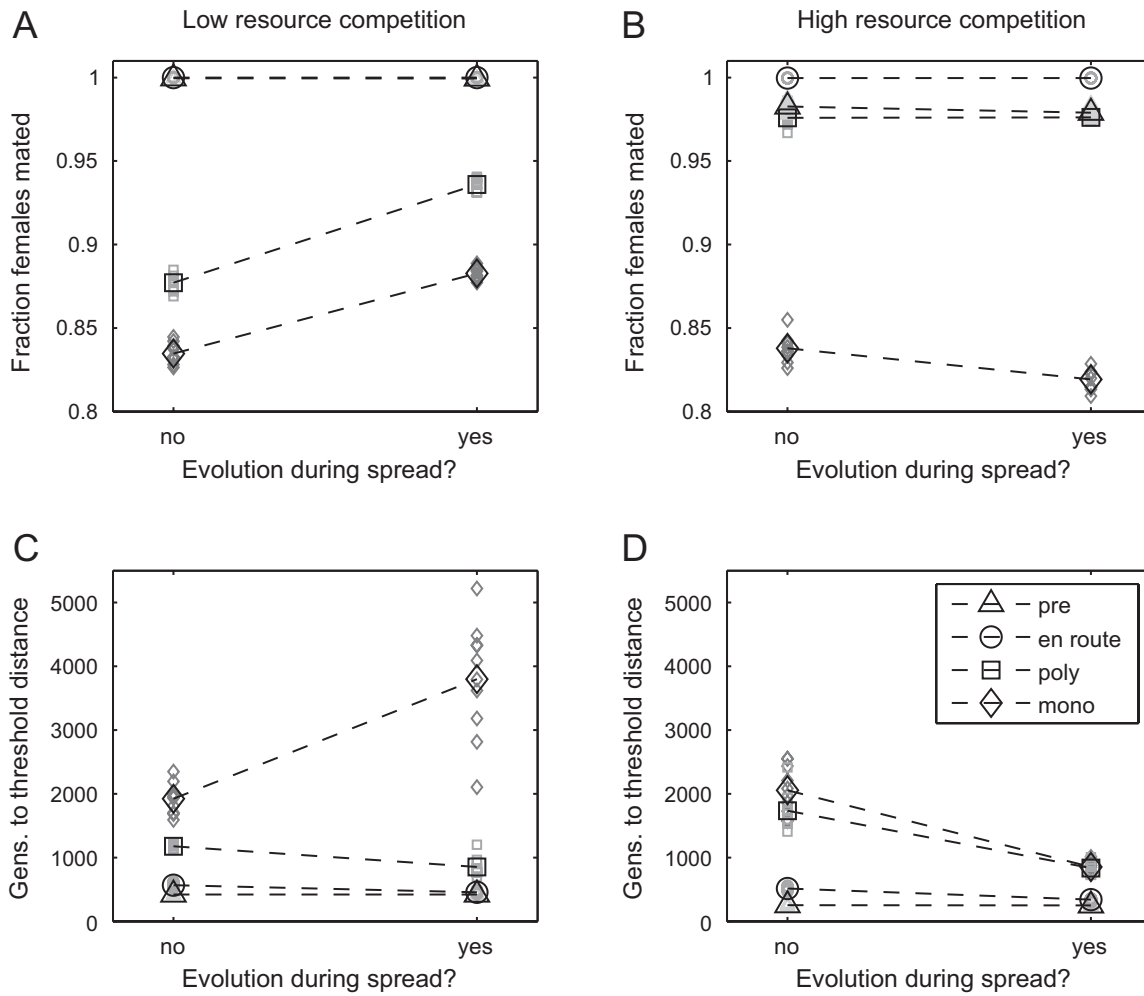 A
Low resource competition
Fraction females mated
1
0.95
0.9
0.85
0.8
no
yes
Evolution during spread?
B
High resource competition
Fraction females mated
1
0.95
0.9
0.85
0.8
no
yes
Evolution during spread?
C
Gens. to threshold distance
5000
4000
3000
2000
1000
0
no
yes
Evolution during spread?
D
Gens. to threshold distance
5000
4000
3000
2000
1000
0
pre
en route
poly
mono
no
yes
Evolution during spread?